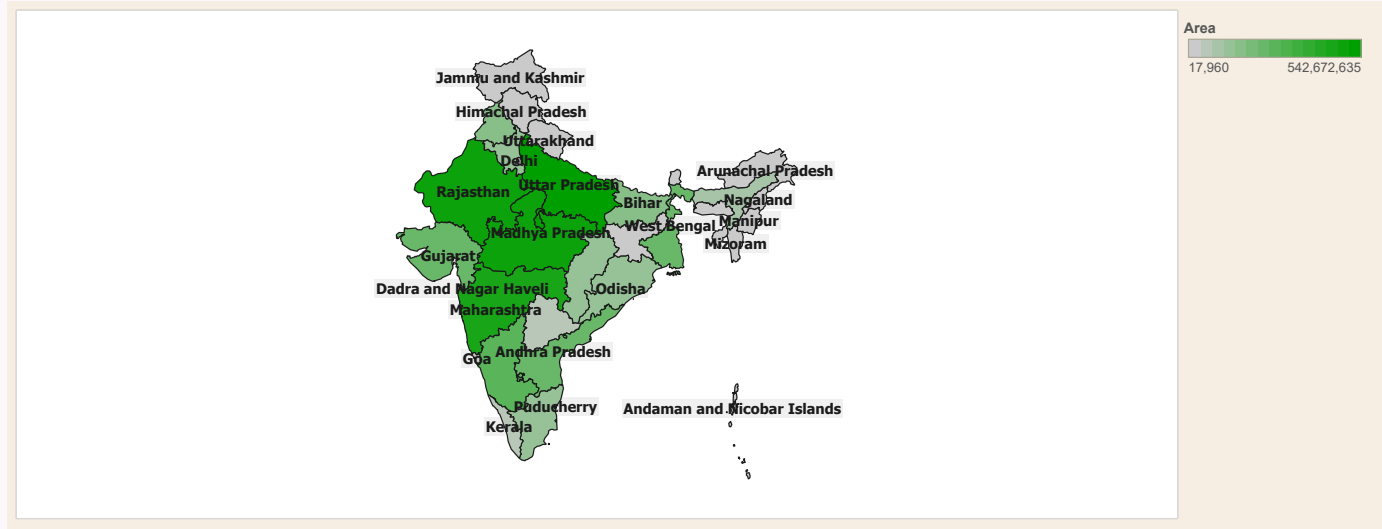 Area
17,960
542,672,635
Jammu and Kashmir
Himachal Pradesh
Uttarakhand
Delhi
Arunachal Pradesh
Rajasthan
Uttar Pradesh
Bihar
Nagaland
West Bengal
Manipur
Madhya Pradesh
Mizoram
Gujarat
Dadra and Nagar Haveli
Odisha
Maharashtra
Goa
Andhra Pradesh
Puducherry
Andaman and Nicobar Islands
Kerala